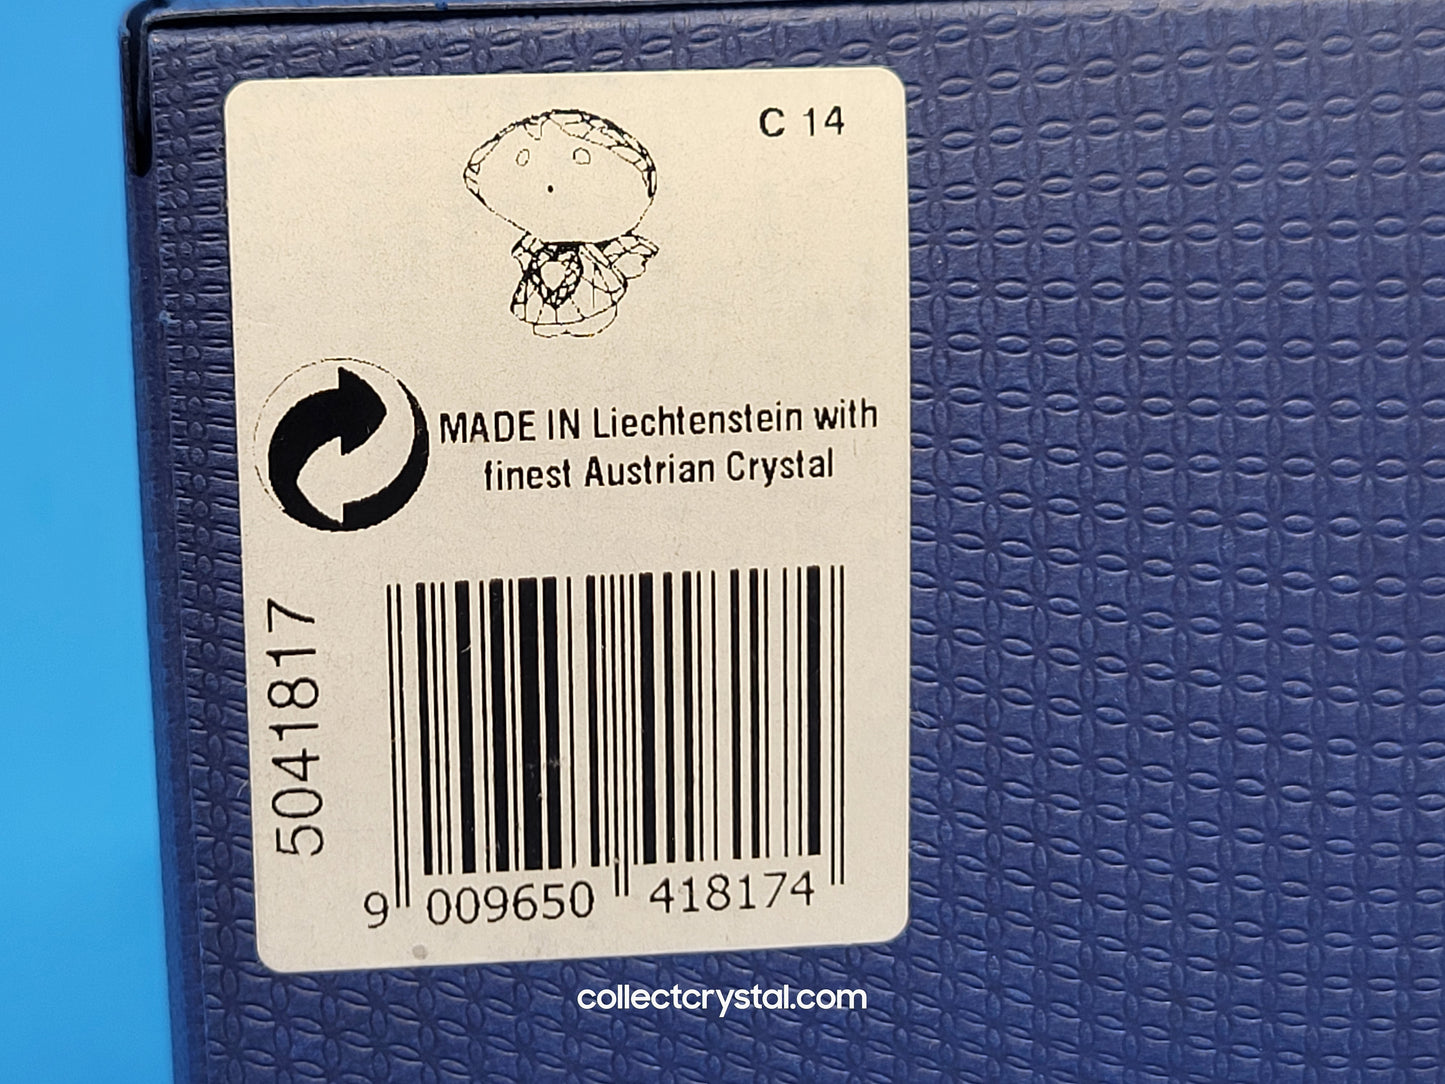 C 14
MADE IN Liechtenstein with
finest Austrian Crystal
5041817
9 009650 418174
collectcrystal.com